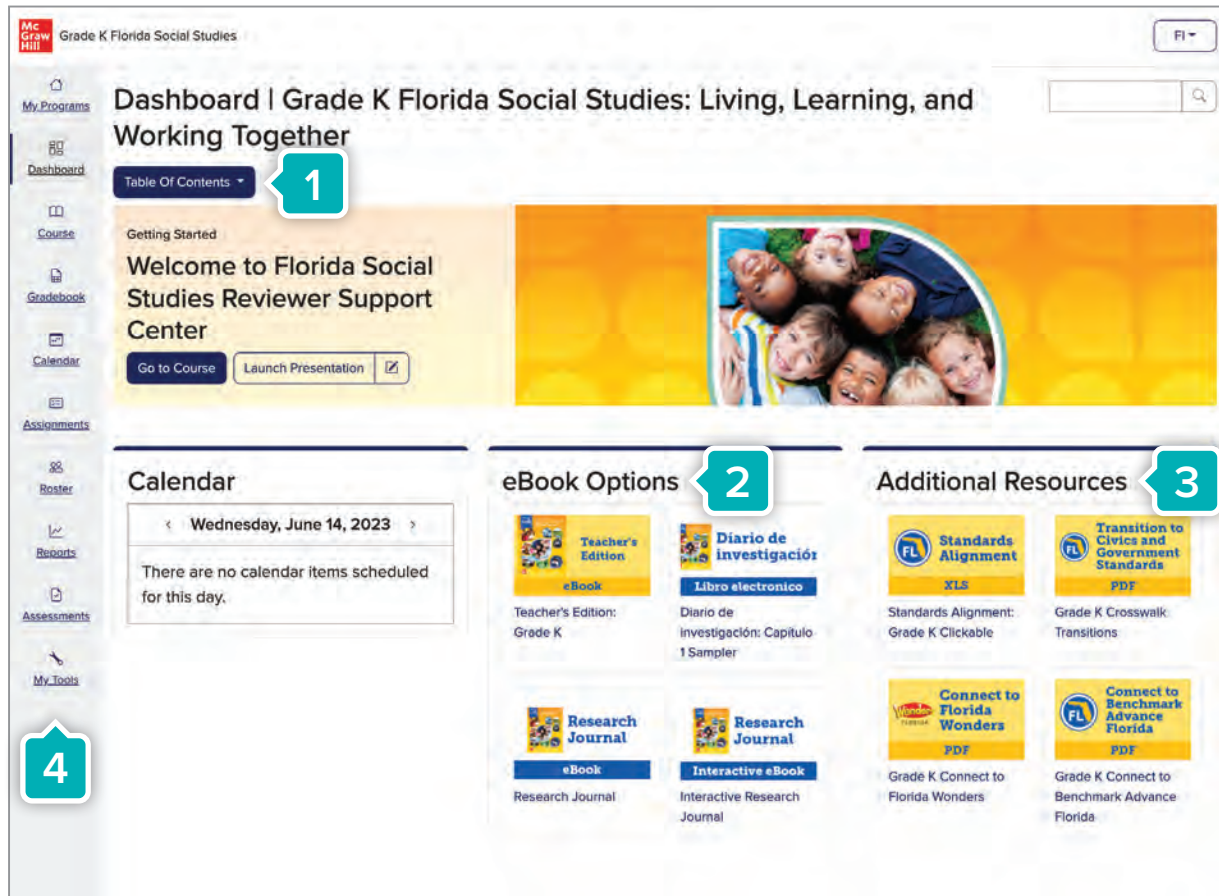 Mc
Graw
Hill
Grade K Florida Social Studies
FI
My Programs
Dashboard
Course
Gradebook
Calendar
Assignments
Roster
Reports
Assessments
My Tools
4
Dashboard | Grade K Florida Social Studies: Living, Learning, and
Working Together
Table Of Contents
1
Getting Started
Welcome to Florida Social
Studies Reviewer Support
Center
Go to Course
Launch Presentation
Calendar
‹ Wednesday, June 14, 2023 ›
There are no calendar items scheduled
for this day.
eBook Options
2
Teacher's
Edition
eBook
Teacher's Edition:
Grade K
Diario de
investigación
Libro electronico
Diario de
investigación: Capítulo
1 Sampler
Research
Journal
eBook
Research Journal
Research
Journal
Interactive eBook
Interactive Research
Journal
Additional Resources
3
FL
Standards
Alignment
XLS
Standards Alignment:
Grade K Clickable
FL
Transition to
Civics and
Government
Standards
PDF
Grade K Crosswalk
Transitions
Wonders
FLORIDA
Connect to
Florida
Wonders
PDF
Grade K Connect to
Florida Wonders
FL
Connect to
Benchmark
Advance
Florida
PDF
Grade K Connect to
Benchmark Advance
Florida